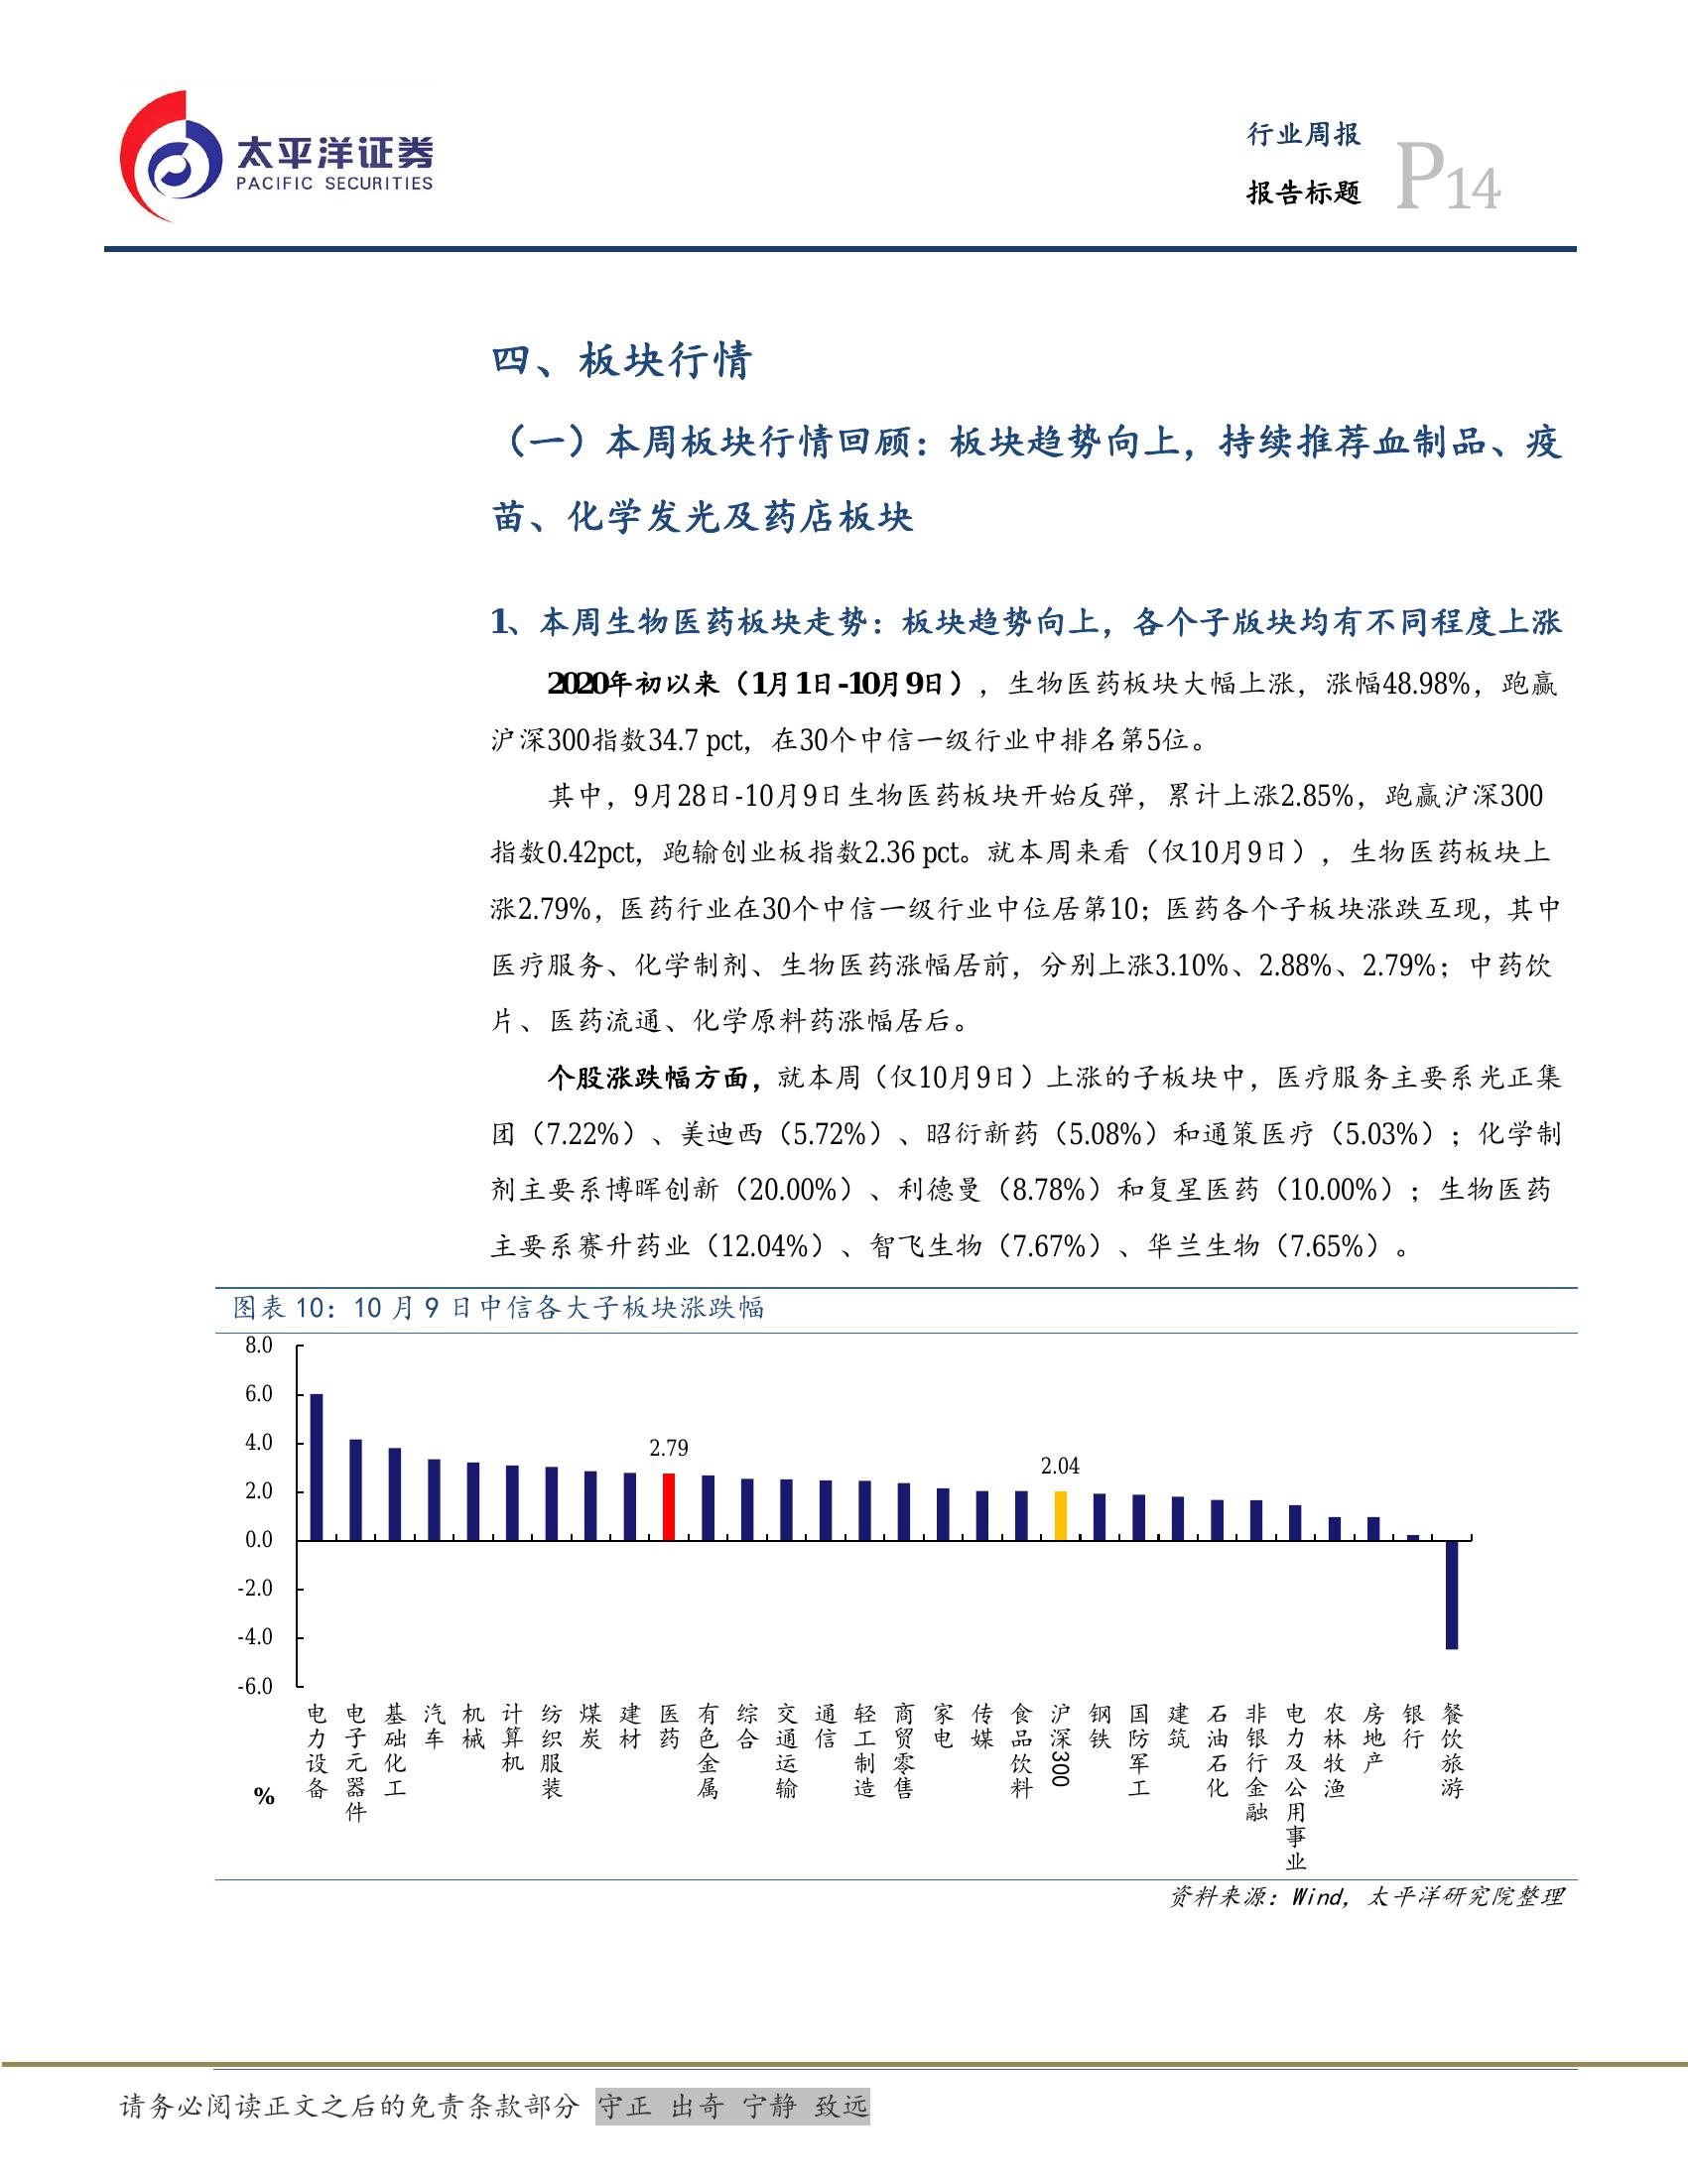 太平洋证券
PACIFIC SECURITIES
行业周报
报告标题
P14
四、板块行情
（一）本周板块行情回顾：板块趋势向上，持续推荐血制品、疫
苗、化学发光及药店板块
1、本周生物医药板块走势：板块趋势向上，各个子版块均有不同程度上涨
2020年初以来（1月1日-10月9日），生物医药板块大幅上涨，涨幅48.98%，跑赢
沪深300指数34.7 pct，在30个中信一级行业中排名第5位。
其中，9月28日-10月9日生物医药板块开始反弹，累计上涨2.85%，跑赢沪深300
指数0.42pct，跑输创业板指数2.36 pct。就本周来看（仅10月9日），生物医药板块上
涨2.79%，医药行业在30个中信一级行业中位居第10；医药各个子板块涨跌互现，其中
医疗服务、化学制剂、生物医药涨幅居前，分别上涨3.10%、2.88%、2.79%；中药饮
片、医药流通、化学原料药涨幅居后。
个股涨跌幅方面，就本周（仅10月9日）上涨的子板块中，医疗服务主要系光正集
团（7.22%）、美迪西（5.72%）、昭衍新药（5.08%）和通策医疗（5.03%）；化学制
剂主要系博晖创新（20.00%）、利德曼（8.78%）和复星医药（10.00%）；生物医药
主要系赛升药业（12.04%）、智飞生物（7.67%）、华兰生物（7.65%）。
图表 10：10 月 9 日中信各大子板块涨跌幅
8.0
6.0
4.0
2.0
0.0
-2.0
-4.0
-6.0
%
2.79
2.04
电力设备
电子元器件
基础化工
汽车
机械
计算机
纺织服装
煤炭
建材
医药
有色金属
综合
交通运输
通信
轻工制造
商贸零售
家电
传媒
食品饮料
沪深300
钢铁
国防军工
建筑
石油石化
非银行金融
电力及公用事业
农林牧渔
房地产
银行
餐饮旅游
资料来源：Wind，太平洋研究院整理
请务必阅读正文之后的免责条款部分 守正 出奇 宁静 致远